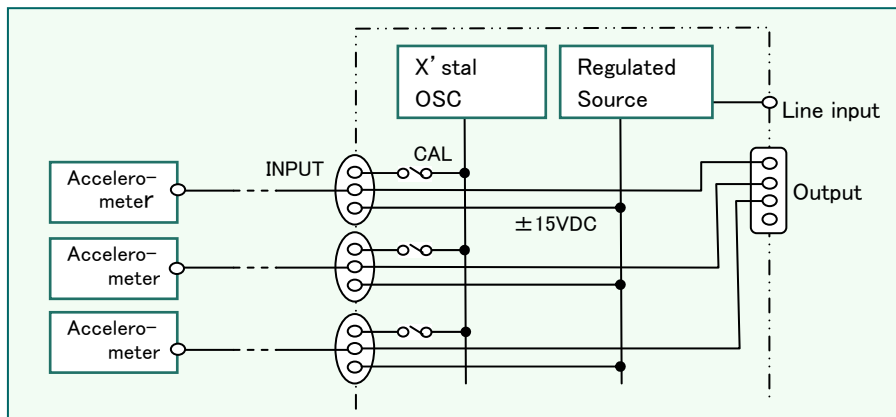 X' stal
OSC
Regulated
Source
Line input
INPUT
CAL
Accelero-
meter
Output
±15VDC
Accelero-
meter
Accelero-
meter